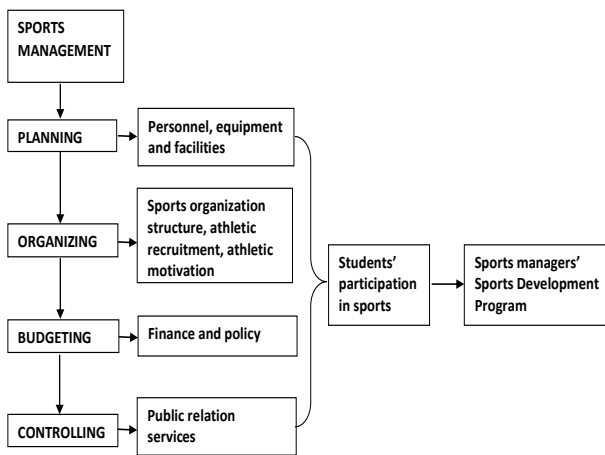 SPORTS
MANAGEMENT
PLANNING
Personnel, equipment
and facilities
ORGANIZING
Sports organization
structure, athletic
recruitment, athletic
motivation
BUDGETING
Finance and policy
CONTROLLING
Public relation
services
Students’
participation
in sports
Sports managers’
Sports Development
Program